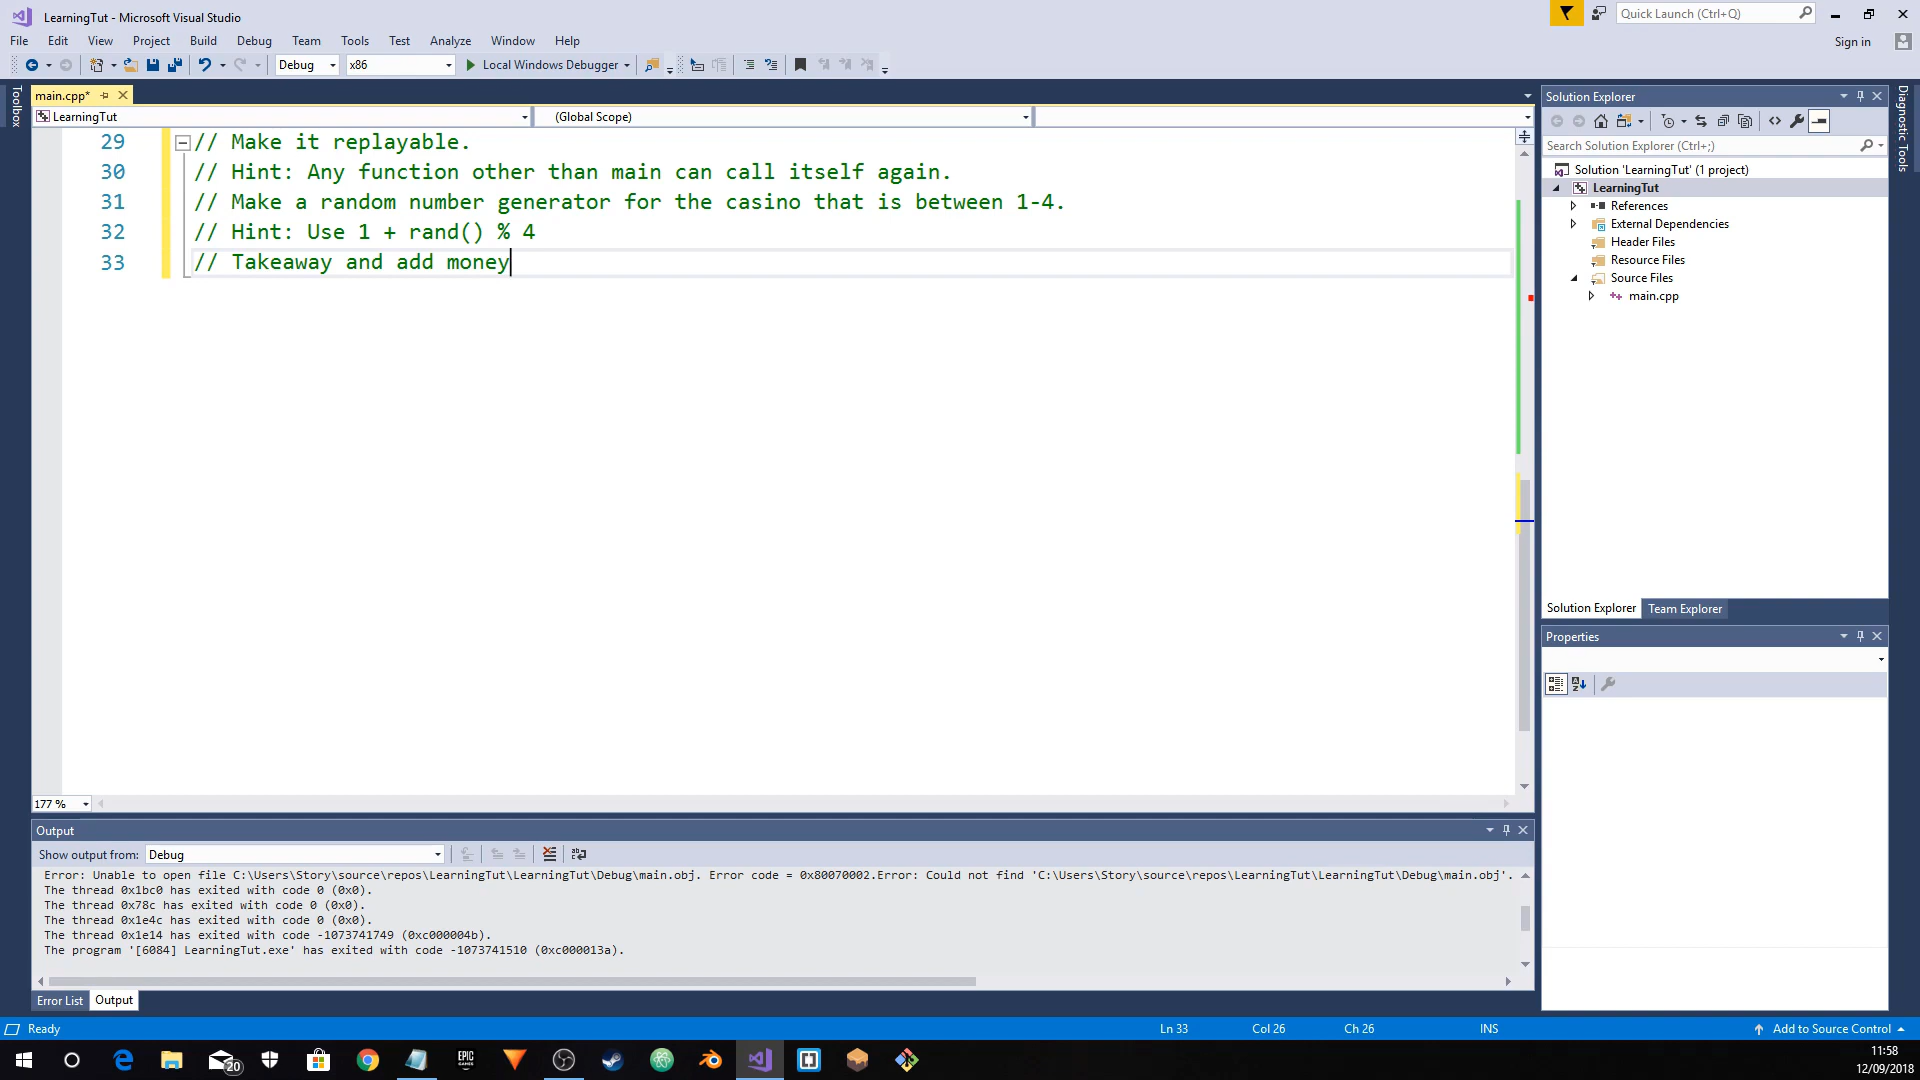 LearningTut - Microsoft Visual Studio
Quick Launch (Ctrl+Q)
File Edit View Project Build Debug Team Tools Test Analyze Window Help
Sign in
Debug x86 Local Windows Debugger
Toolbox
main.cpp*
LearningTut (Global Scope)
29 // Make it replayable.
30 // Hint: Any function other than main can call itself again.
31 // Make a random number generator for the casino that is between 1-4.
32 // Hint: Use 1 + rand() % 4
33 // Takeaway and add money
177 %
Output
Show output from: Debug
Error: Unable to open file C:\Users\Story\source\repos\LearningTut\LearningTut\Debug\main.obj. Error code = 0x80070002.Error: Could not find 'C:\Users\Story\source\repos\LearningTut\LearningTut\Debug\main.obj'.
The thread 0x1bc0 has exited with code 0 (0x0).
The thread 0x78c has exited with code 0 (0x0).
The thread 0x1e4c has exited with code 0 (0x0).
The thread 0x1e14 has exited with code -1073741749 (0xc000004b).
The program '[6084] LearningTut.exe' has exited with code -1073741510 (0xc000013a).
Error List Output
Solution Explorer
Search Solution Explorer (Ctrl+;)
Solution 'LearningTut' (1 project)
LearningTut
References
External Dependencies
Header Files
Resource Files
Source Files
main.cpp
Solution Explorer Team Explorer
Properties
Diagnostic Tools
Ready Ln 33 Col 26 Ch 26 INS Add to Source Control
20
EPIC
GAMES
11:58
12/09/2018